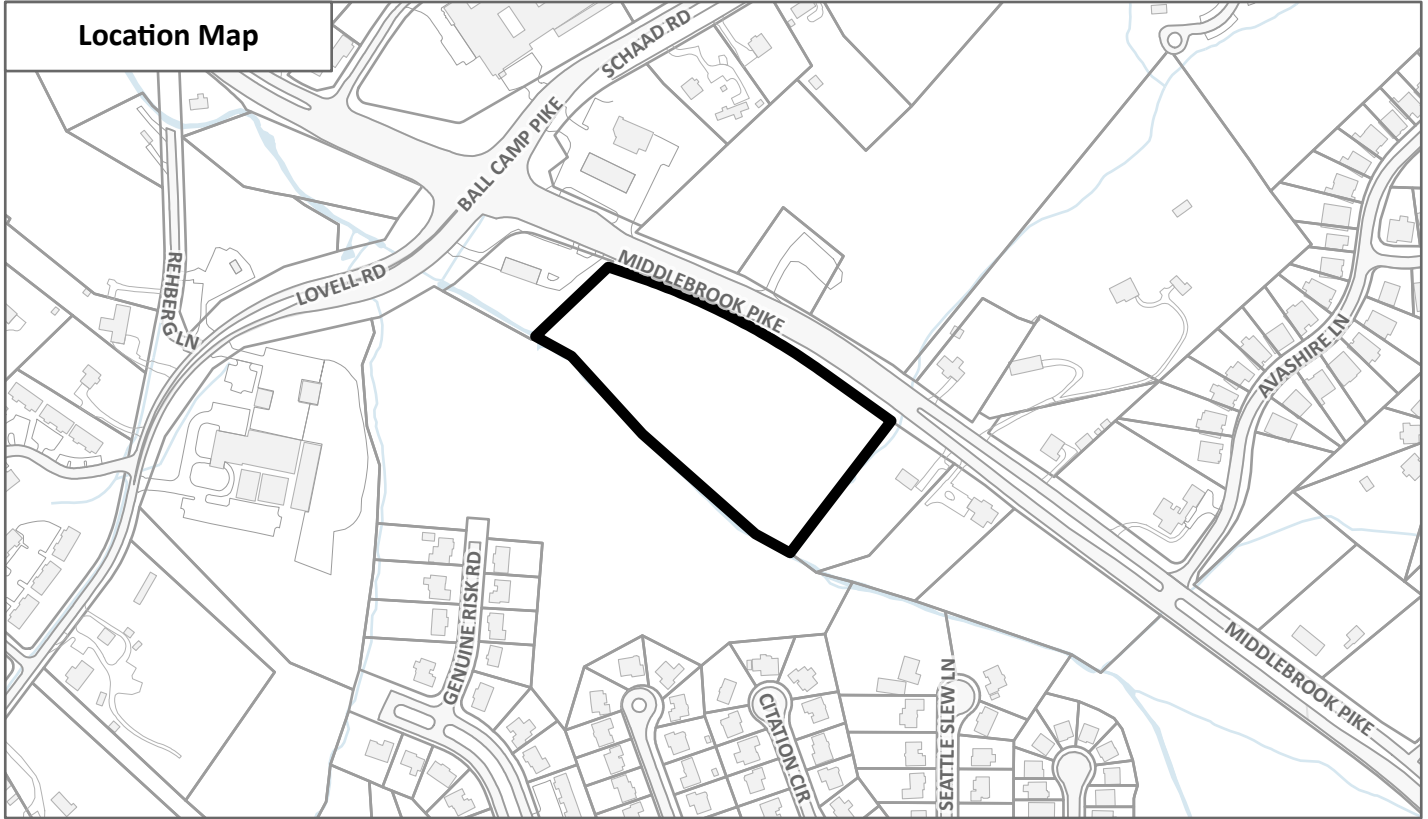 Location Map
SCHAAD RD
BALL CAMP PIKE
REHBERG LN
LOVELL RD
MIDDLEBROOK PIKE
AVASHIRE LN
GENUINE RISK RD
CITATION CIR
SEATTLE SLEW LN
MIDDLEBROOK PIKE